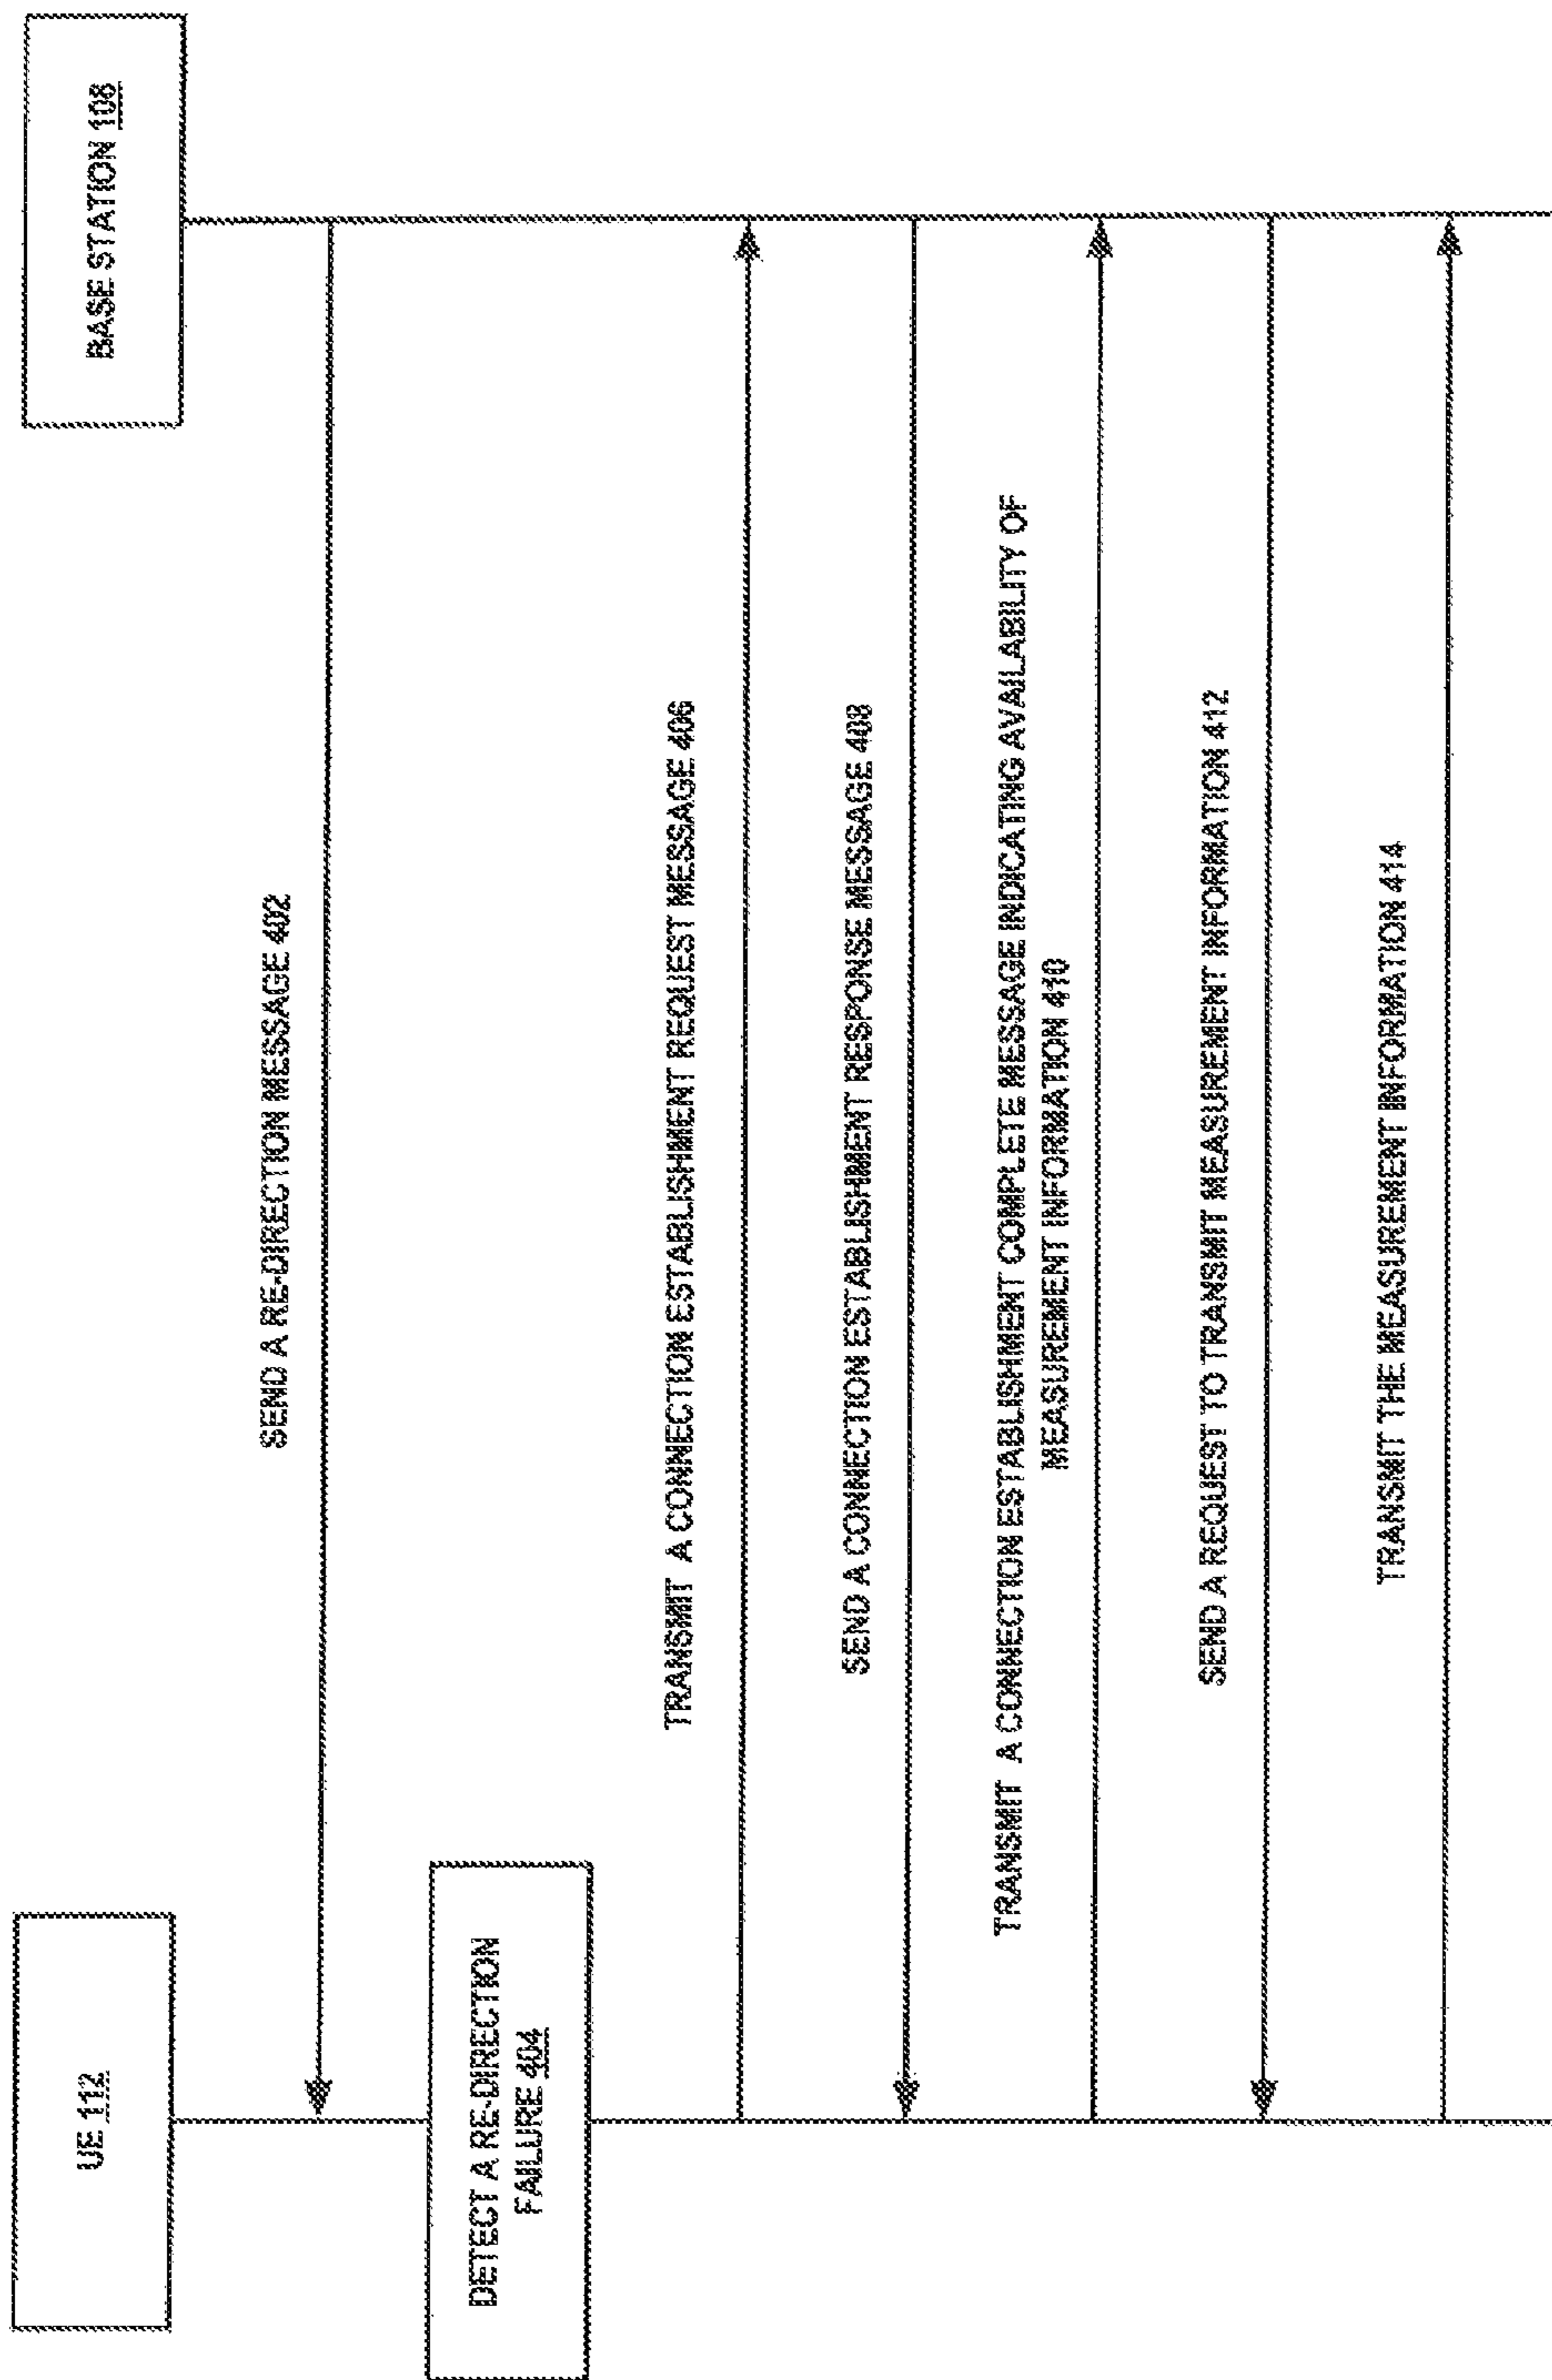 UE 112
BASE STATION 108
SEND A RE-DIRECTION MESSAGE 402
DETECT A RE-DIRECTION
FAILURE 404
TRANSMIT A CONNECTION ESTABLISHMENT REQUEST MESSAGE 406
SEND A CONNECTION ESTABLISHMENT RESPONSE MESSAGE 408
TRANSMIT A CONNECTION ESTABLISHMENT COMPLETE MESSAGE INDICATING AVAILABILITY OF
MEASUREMENT INFORMATION 410
SEND A REQUEST TO TRANSMIT MEASUREMENT INFORMATION 412
TRANSMIT THE MEASUREMENT INFORMATION 414